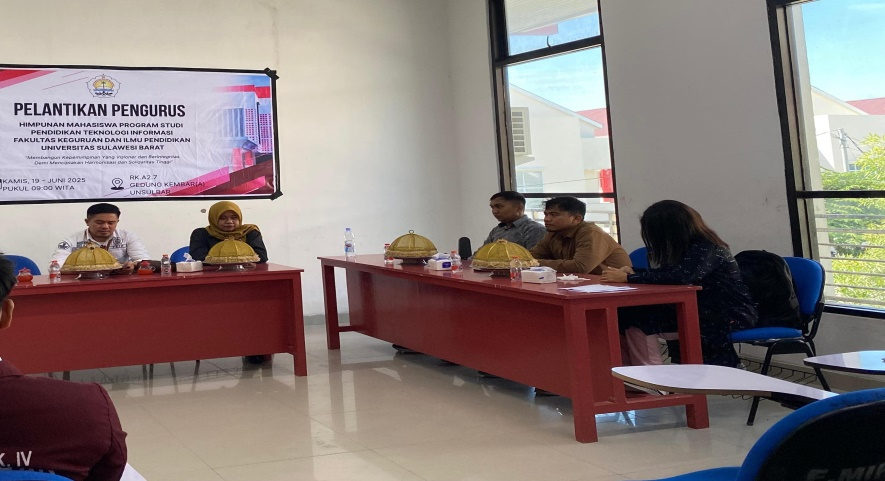 PELANTIKAN PENGURUS
HIMPUNAN MAHASISWA PROGRAM STUDI
PENDIDIKAN TEKNOLOGI INFORMASI
FAKULTAS KEGURUAN DAN ILMU PENDIDIKAN
UNIVERSITAS SULAWESI BARAT
"Membangun Kepemimpinan Yang Visioner dan Berintegritas
Demi Menciptakan Harmonisasi dan Solidaritas Tinggi"
KAMIS, 19 - JUNI 2025
PUKUL 09:00 WITA
RK.A2.7
GEDUNG KEMBAR(A)
UNSULBAR
k. IV